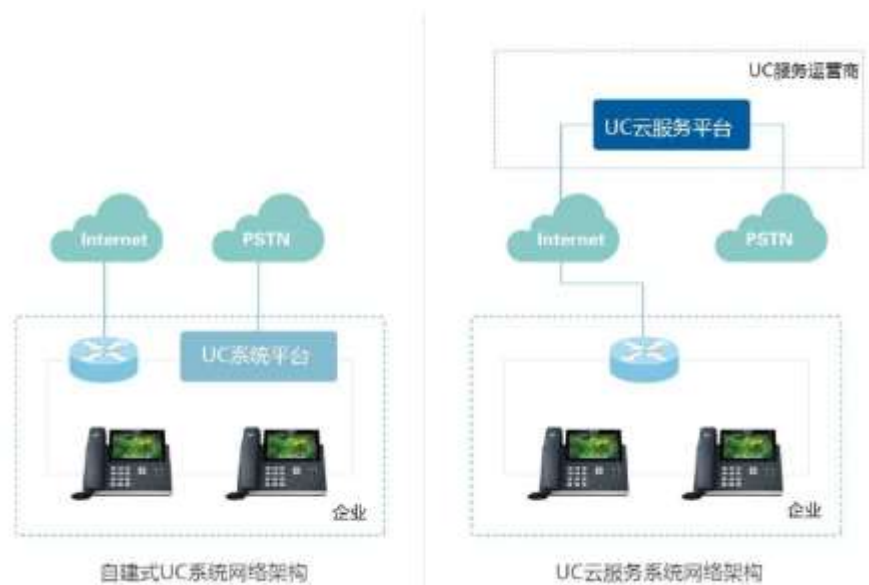 UC服务运营商
UC云服务平台
Internet
PSTN
Internet
PSTN
UC系统平台
企业
企业
自建式UC系统网络架构
UC云服务系统网络架构